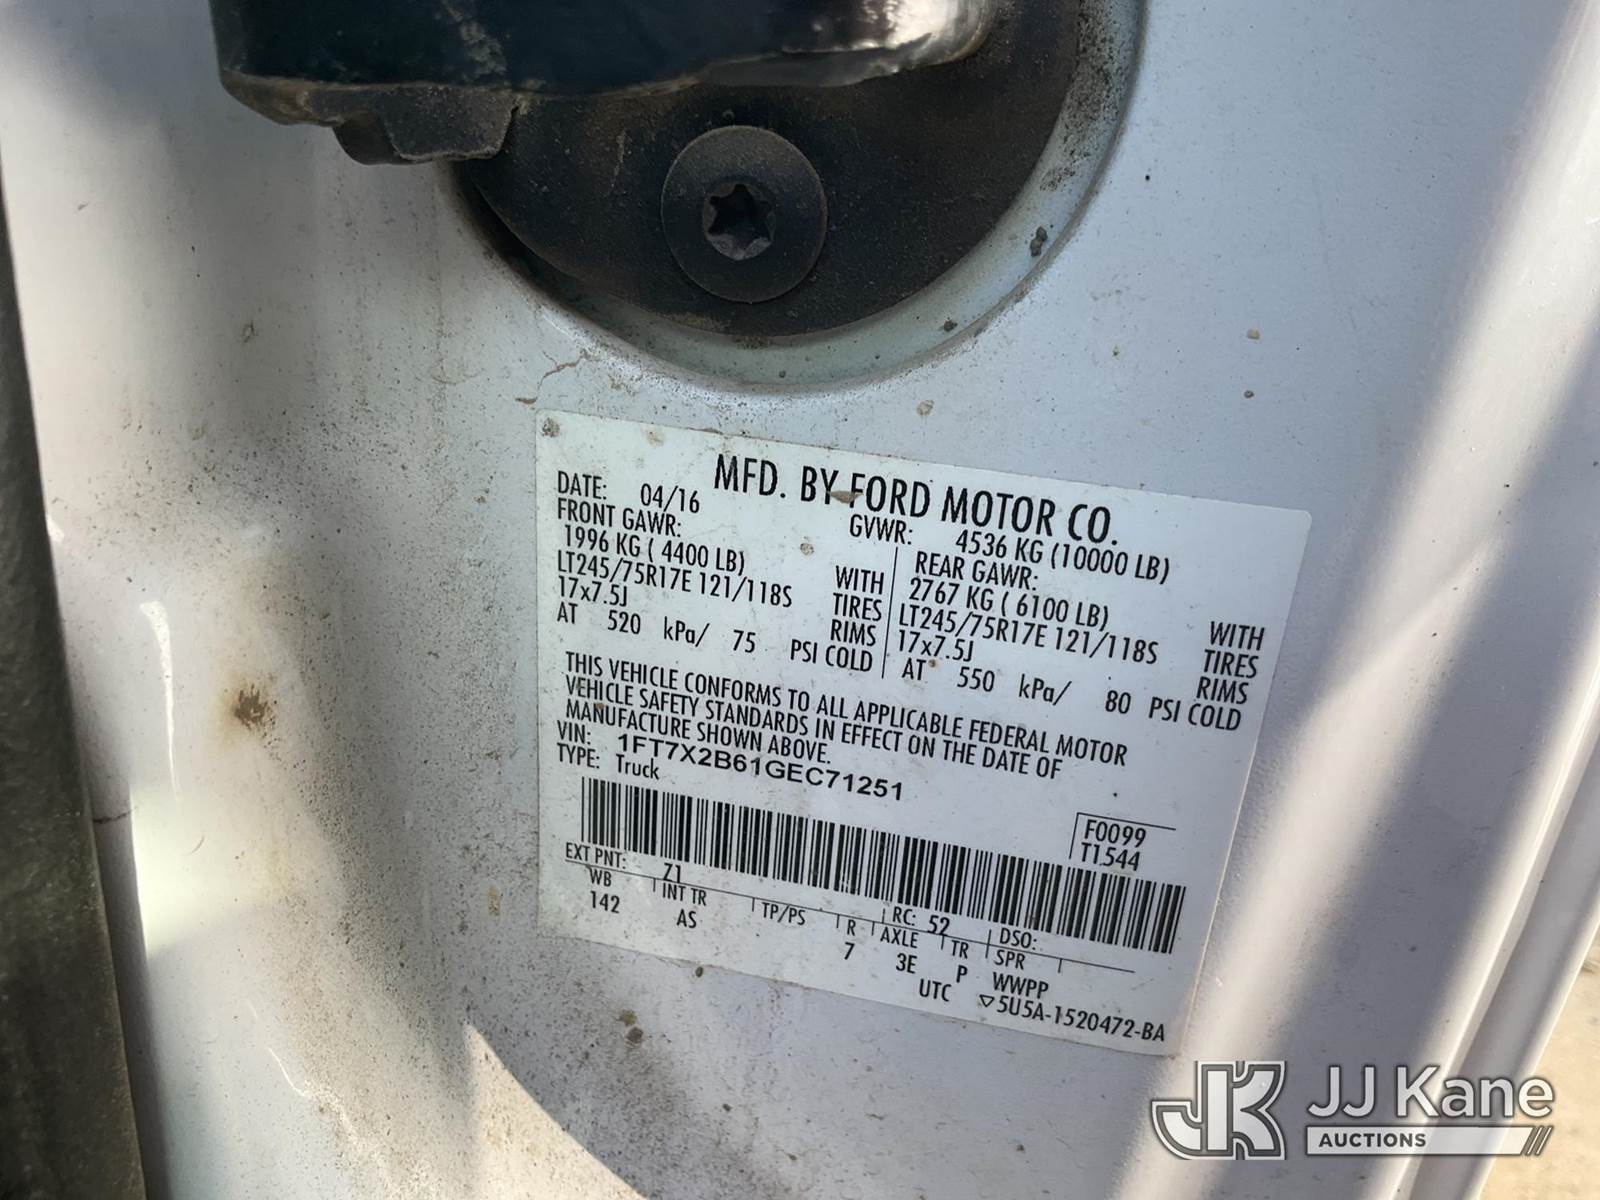 MFD. BY FORD MOTOR CO.
DATE: 04/16 GVWR: 4536 KG (10000 LB)
FRONT GAWR: REAR GAWR:
1996 KG ( 4400 LB) WITH 2767 KG ( 6100 LB) WITH
LT245/75R17E 121/118S TIRES LT245/75R17E 121/118S TIRES
17x7.5J RIMS 17x7.5J RIMS
AT 520 kPa/ 75 PSI COLD AT 550 kPa/ 80 PSI COLD
THIS VEHICLE CONFORMS TO ALL APPLICABLE FEDERAL MOTOR
VEHICLE SAFETY STANDARDS IN EFFECT ON THE DATE OF
MANUFACTURE SHOWN ABOVE.
VIN: 1FT7X2B61GEC71251
TYPE: Truck
F0099
T1544
EXT PNT: Z1 RC: 52 DSO:
WB INT TR TP/PS R AXLE TR SPR
142 AS 7 3E P WWPP
UTC ▽5U5A-1520472-BA
JK JJ Kane
AUCTIONS